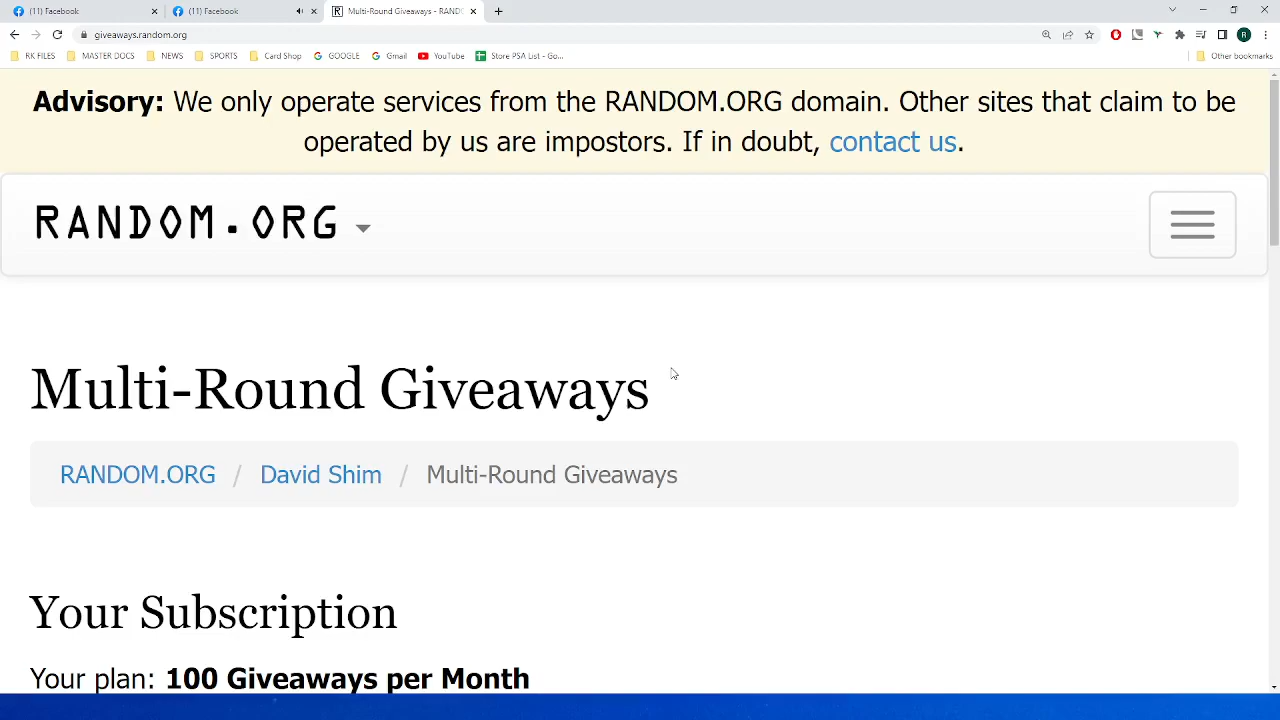 (11) Facebook
(11) Facebook
Multi-Round Giveaways - RAND
giveaways.random.org
R
RK FILES
MASTER DOCS
NEWS
SPORTS
Card Shop
GOOGLE
Gmail
YouTube
Store PSA List - Go...
Other bookmarks
Advisory: We only operate services from the RANDOM.ORG domain. Other sites that claim to be
operated by us are impostors. If in doubt, contact us.
RANDOM.ORG
Multi-Round Giveaways
RANDOM.ORG / David Shim / Multi-Round Giveaways
Your Subscription
Your plan: 100 Giveaways per Month